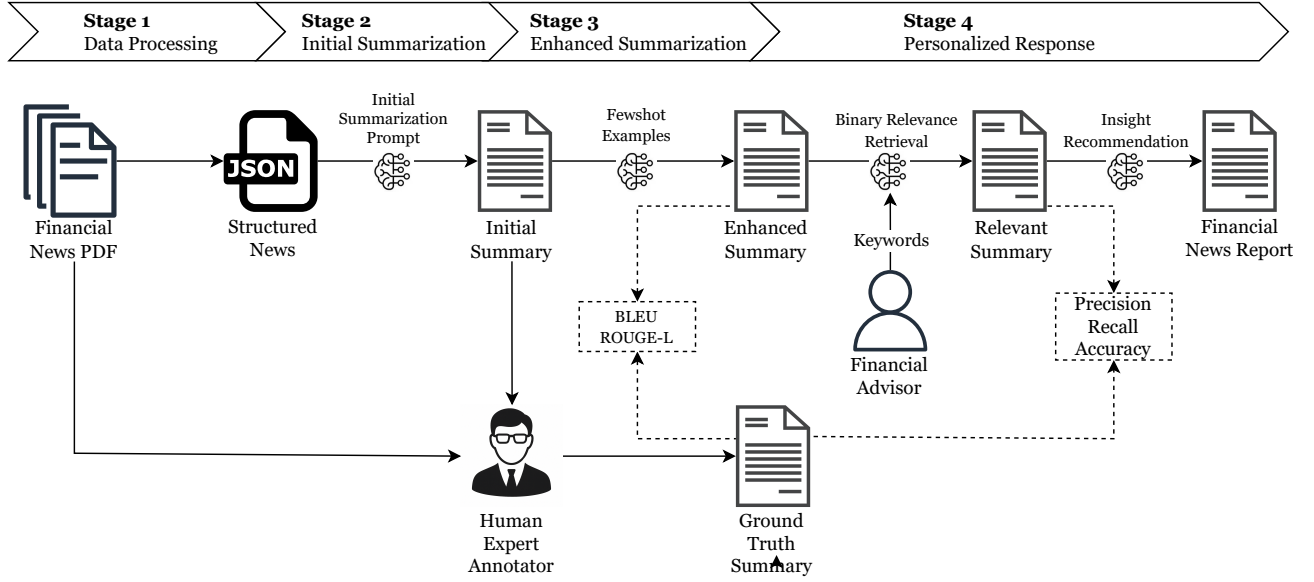 Stage 1
Data Processing
Stage 2
Initial Summarization
Stage 3
Enhanced Summarization
Stage 4
Personalized Response
Initial
Summarization
Prompt
Fewshot
Examples
Binary Relevance
Retrieval
Insight
Recommendation
JSON
Financial
News PDF
Structured
News
Initial
Summary
Enhanced
Summary
Keywords
Relevant
Summary
Financial
News Report
BLEU
ROUGE-L
Financial
Advisor
Precision
Recall
Accuracy
Human
Expert
Annotator
Ground
Truth
Summary